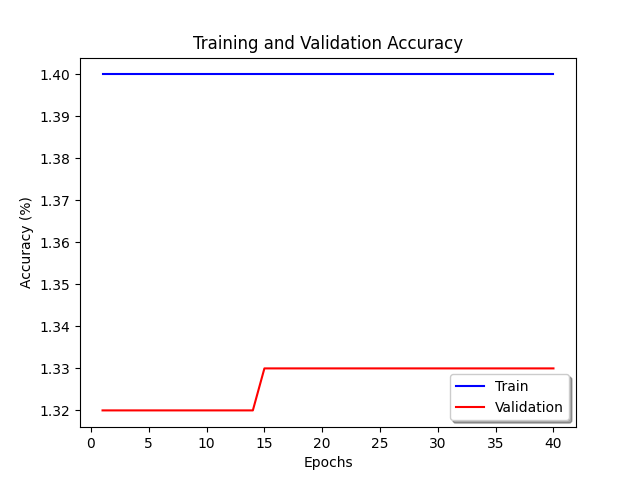 Training and Validation Accuracy
1.40
1.39
1.38
1.37
1.36
1.35
1.34
1.33
1.32
Accuracy (%)
0 5 10 15 20 25 30 35 40
Epochs
Train
Validation